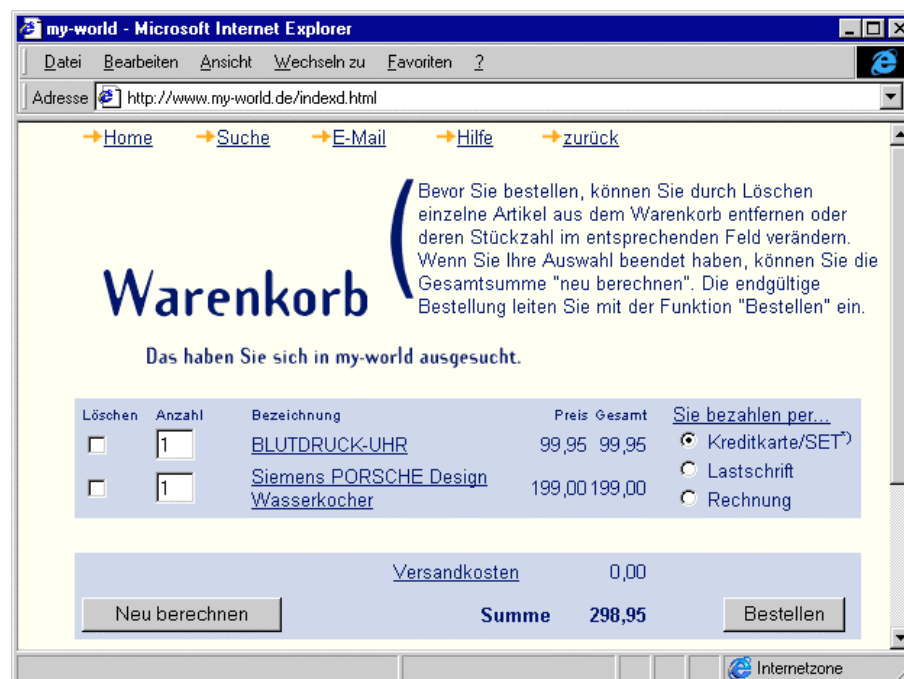 my-world - Microsoft Internet Explorer
Datei Bearbeiten Ansicht Wechseln zu Favoriten ?
Adresse http://www.my-world.de/indexd.html
Home Suche E-Mail Hilfe zurück
Bevor Sie bestellen, können Sie durch Löschen
einzelne Artikel aus dem Warenkorb entfernen oder
deren Stückzahl im entsprechenden Feld verändern.
Wenn Sie Ihre Auswahl beendet haben, können Sie die
Gesamtsumme "neu berechnen". Die endgültige
Bestellung leiten Sie mit der Funktion "Bestellen" ein.
Warenkorb
Das haben Sie sich in my-world ausgesucht.
Löschen Anzahl Bezeichnung Preis Gesamt Sie bezahlen per...
1 BLUTDRUCK-UHR 99,95 99,95 Kreditkarte/SET*)
1 Siemens PORSCHE Design 199,00 199,00 Lastschrift
Wasserkocher Rechnung
Versandkosten 0,00
Neu berechnen Summe 298,95 Bestellen
Internetzone